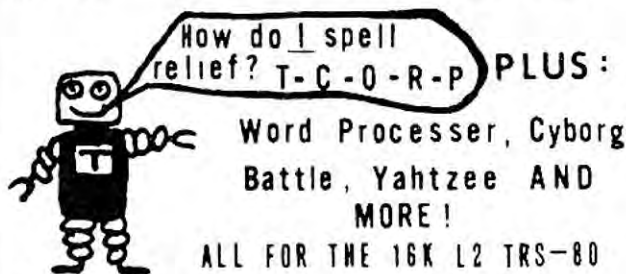 How do I spell
relief? T-C-O-R-P
PLUS:
Word Processer, Cyborg
Battle, Yahtzee AND
MORE!
ALL FOR THE 16K L2 TRS-80
T